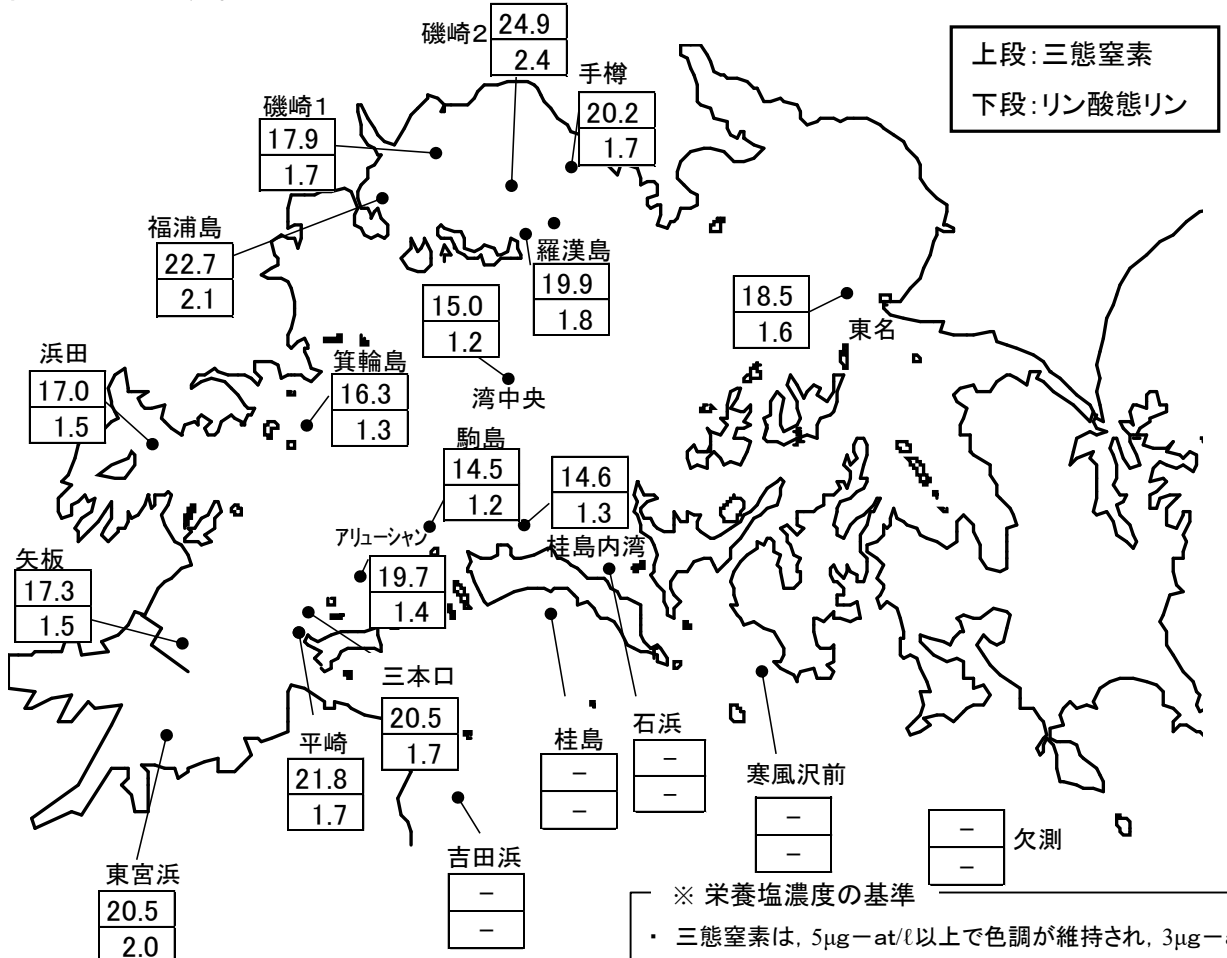 磯崎2
24.9
2.4
上段:三態窒素
下段:リン酸態リン
手樽
20.2
1.7
磯崎1
17.9
1.7
福浦島
22.7
2.1
羅漢島
19.9
1.8
15.0
1.2
湾中央
18.5
1.6
東名
浜田
17.0
1.5
箕輪島
16.3
1.3
駒島
14.5
1.2
14.6
1.3
桂島内湾
アリューシャン
19.7
1.4
矢板
17.3
1.5
三本口
20.5
1.7
平崎
21.8
1.7
桂島
-
-
石浜
-
-
寒風沢前
-
-
-
-
欠測
吉田浜
-
-
東宮浜
20.5
2.0
※ 栄養塩濃度の基準
・ 三態窒素は, 5μg-at/ℓ以上で色調が維持され, 3μg-